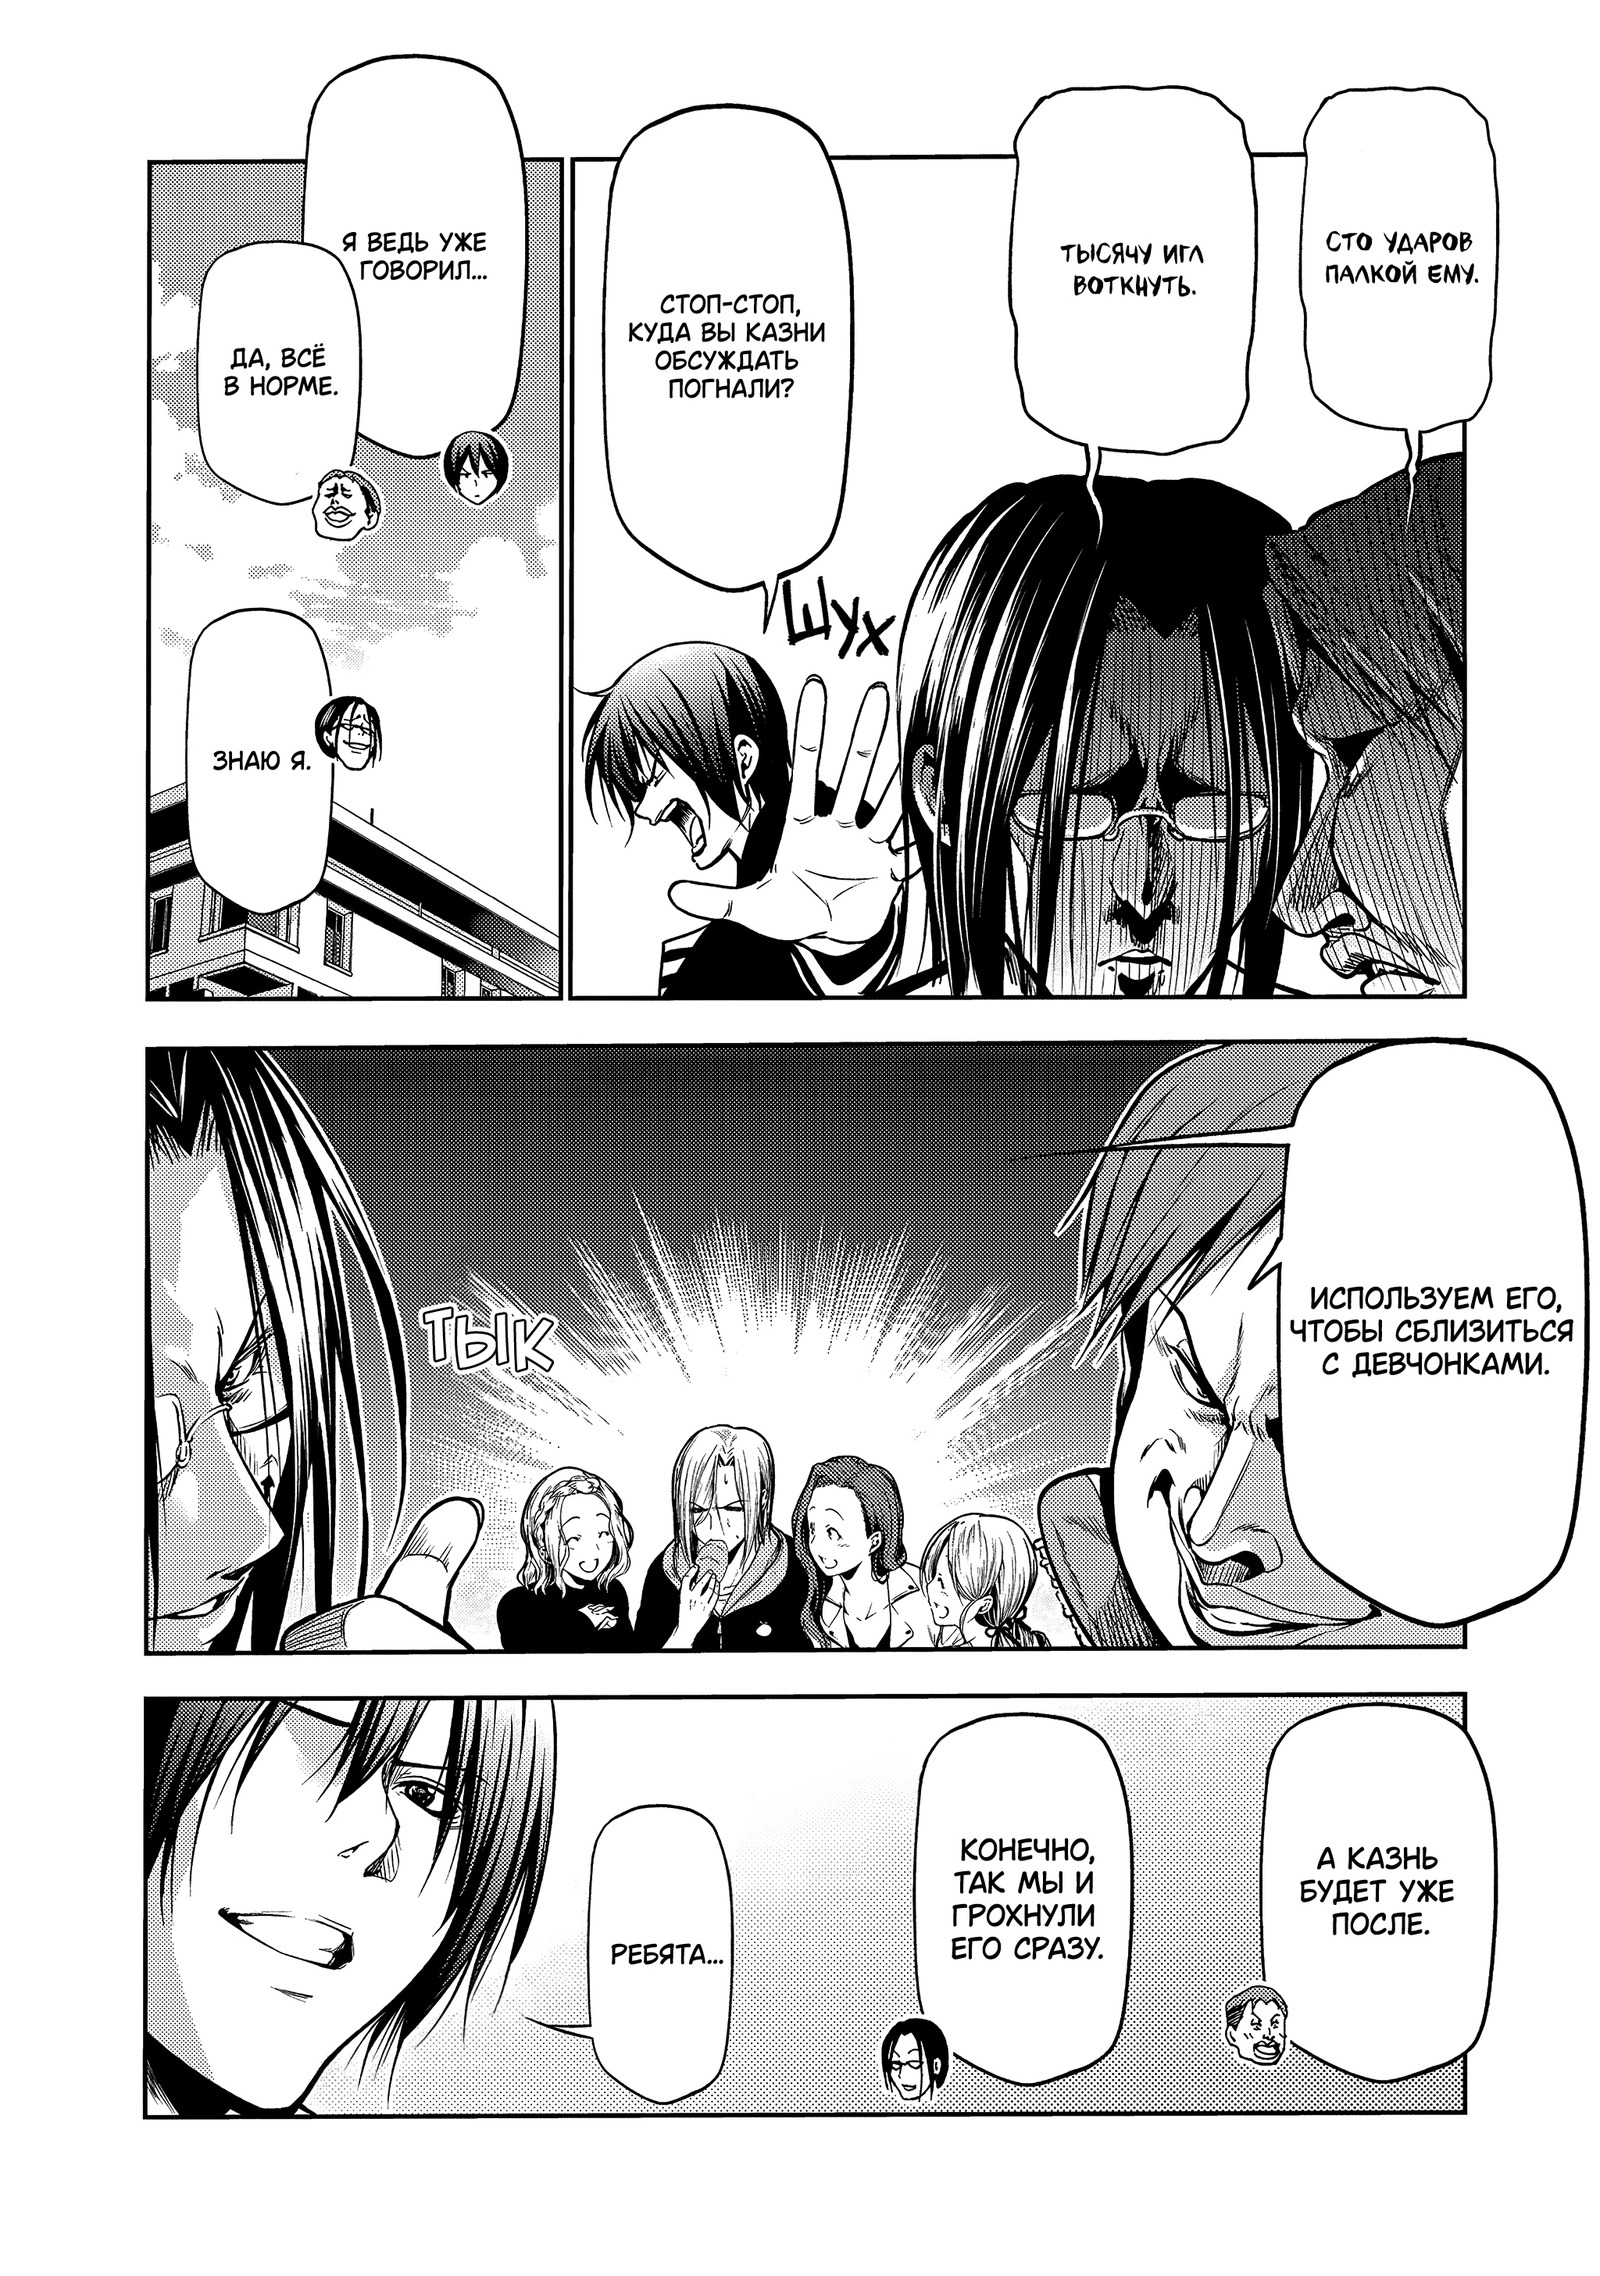 СТО УДАРОВ
ПАЛКОЙ ЕМУ.
ТЫСЯЧУ ИГЛ
ВОТКНУТЬ.
СТОП-СТОП,
КУДА ВЫ КАЗНИ
ОБСУЖДАТЬ
ПОГНАЛИ?
ШУХ
Я ВЕДЬ УЖЕ
ГОВОРИЛ...
ДА, ВСЁ
В НОРМЕ.
ЗНАЮ Я.
ИСПОЛЬЗУЕМ ЕГО,
ЧТОБЫ СБЛИЗИТЬСЯ
С ДЕВЧОНКАМИ.
ТЫК
А КАЗНЬ
БУДЕТ УЖЕ
ПОСЛЕ.
КОНЕЧНО,
ТАК МЫ И
ГРОХНУЛИ
ЕГО СРАЗУ.
РЕБЯТА...